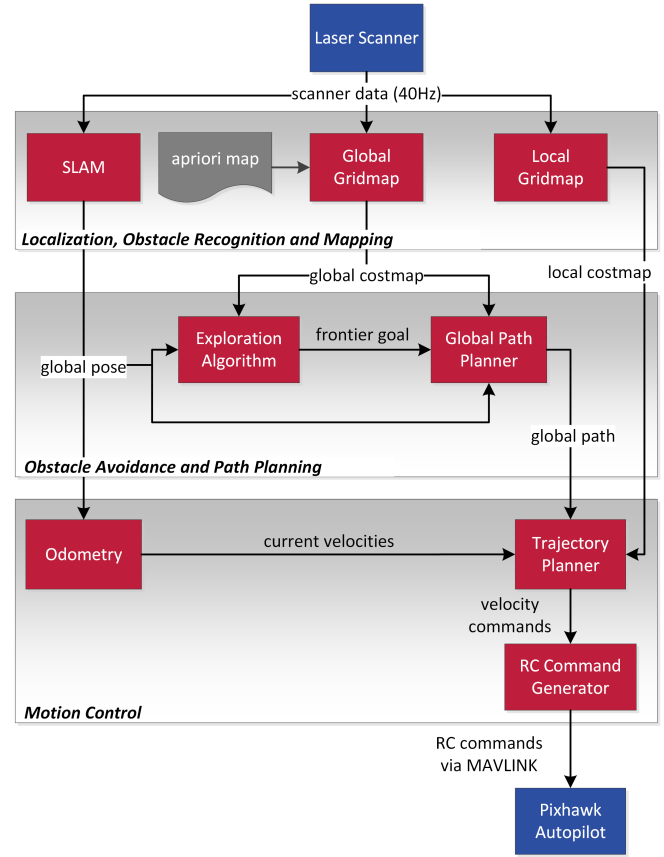 Laser Scanner
scanner data (40Hz)
SLAM
apriori map
Global
Gridmap
Local
Gridmap
Localization, Obstacle Recognition and Mapping
global costmap
local costmap
Exploration
Algorithm
frontier goal
Global Path
Planner
global pose
global path
Obstacle Avoidance and Path Planning
Odometry
current velocities
Trajectory
Planner
velocity
commands
RC Command
Generator
Motion Control
RC commands
via MAVLINK
Pixhawk
Autopilot